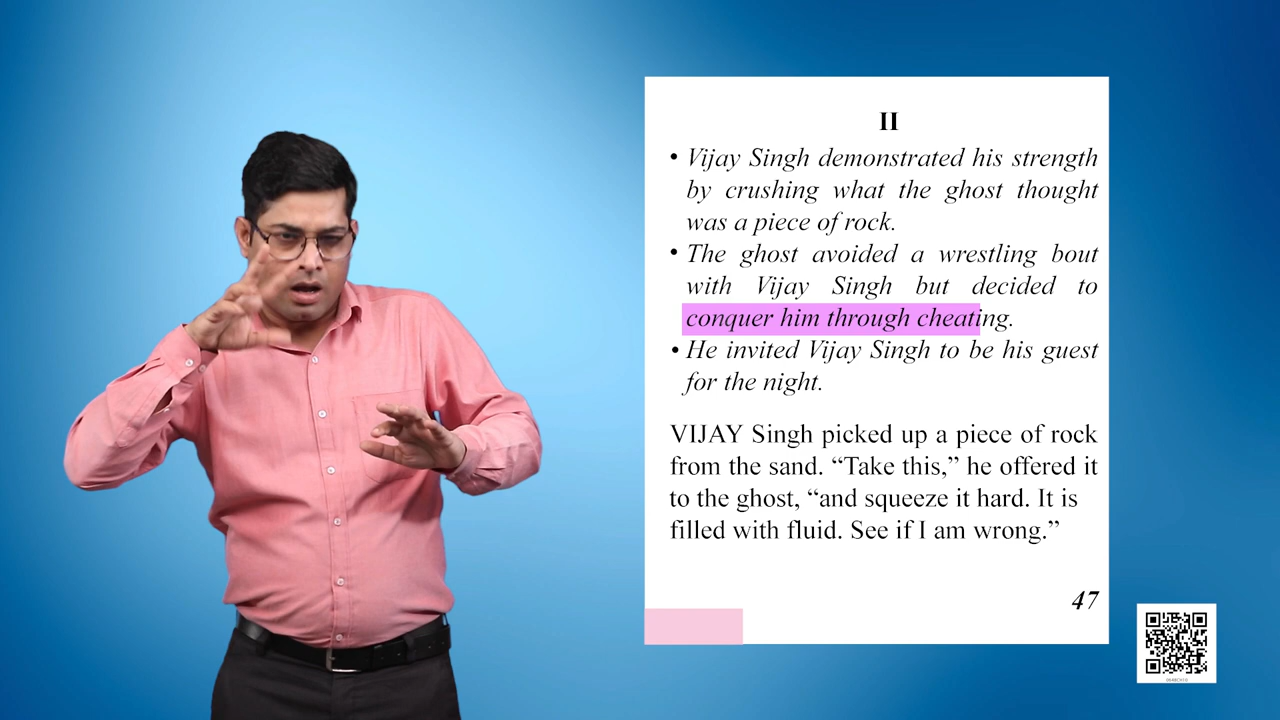 II
• Vijay Singh demonstrated his strength
by crushing what the ghost thought
was a piece of rock.
• The ghost avoided a wrestling bout
with Vijay Singh but decided to
conquer him through cheating.
• He invited Vijay Singh to be his guest
for the night.
VIJAY Singh picked up a piece of rock
from the sand. “Take this,” he offered it
to the ghost, “and squeeze it hard. It is
filled with fluid. See if I am wrong.”
47